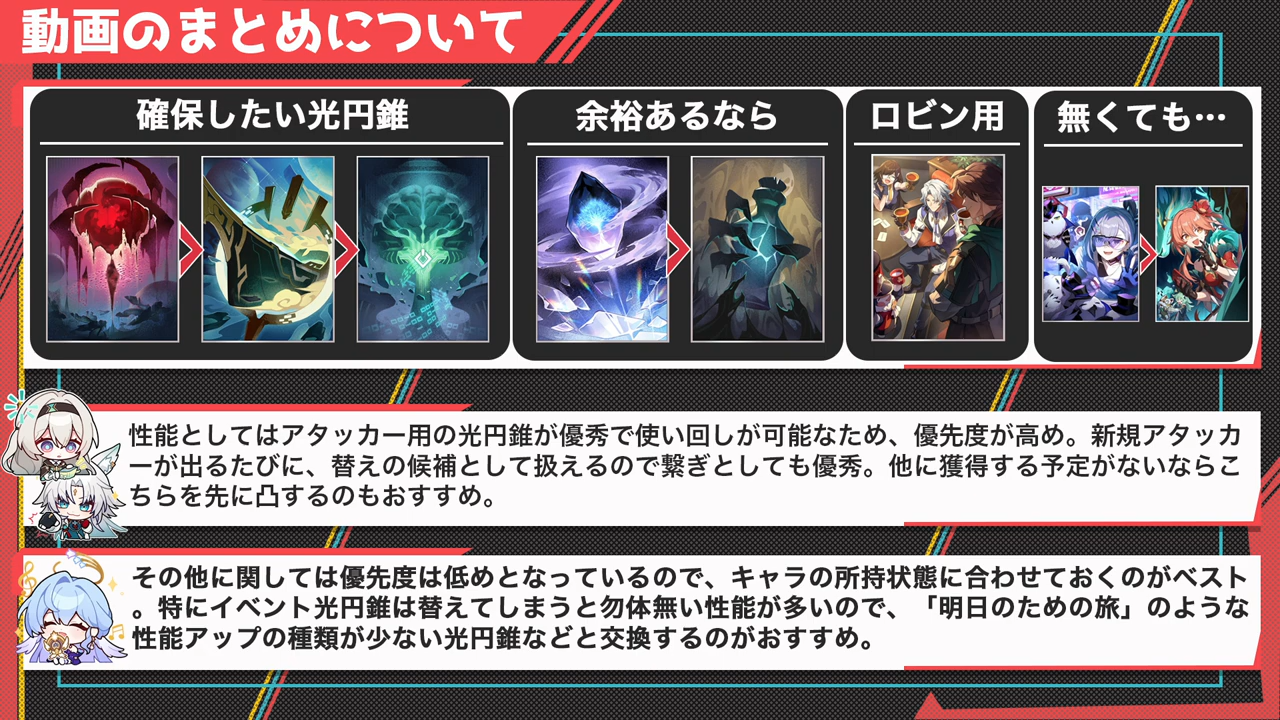 動画のまとめについて
確保したい光円錐
余裕あるなら
ロビン用
無くても…
性能としてはアタッカー用の光円錐が優秀で使い回しが可能なため、優先度が高め。新規アタッカ
ーが出るたびに、替えの候補として扱えるので繋ぎとしても優秀。他に獲得する予定がないならこ
ちらを先に凸するのもおすすめ。
その他に関しては優先度は低めとなっているので、キャラの所持状態に合わせておくのがベスト
。特にイベント光円錐は替えてしまうと勿体無い性能が多いので、「明日のための旅」のような
性能アップの種類が少ない光円錐などと交換するのがおすすめ。